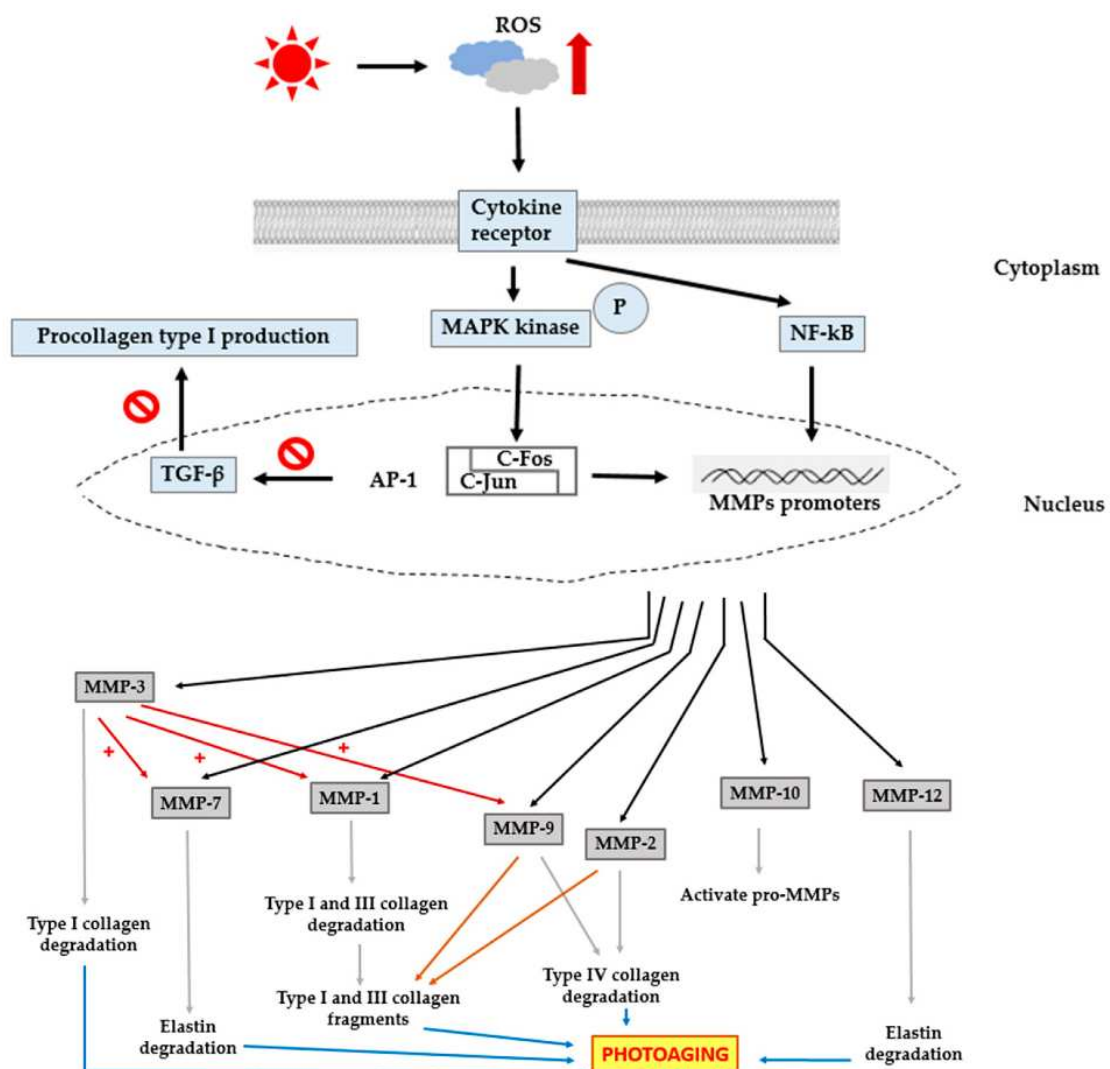 ROS
Cytokine
receptor
Cytoplasm
MAPK kinase
P
NF-kB
Procollagen type I production
TGF-β
AP-1
C-Fos
C-Jun
MMPs promoters
Nucleus
MMP-3
+
+
+
MMP-7
MMP-1
MMP-9
MMP-2
MMP-10
MMP-12
Activate pro-MMPs
Type I collagen
degradation
Type I and III collagen
degradation
Type I and III collagen
fragments
Type IV collagen
degradation
Elastin
degradation
Elastin
degradation
PHOTOAGING